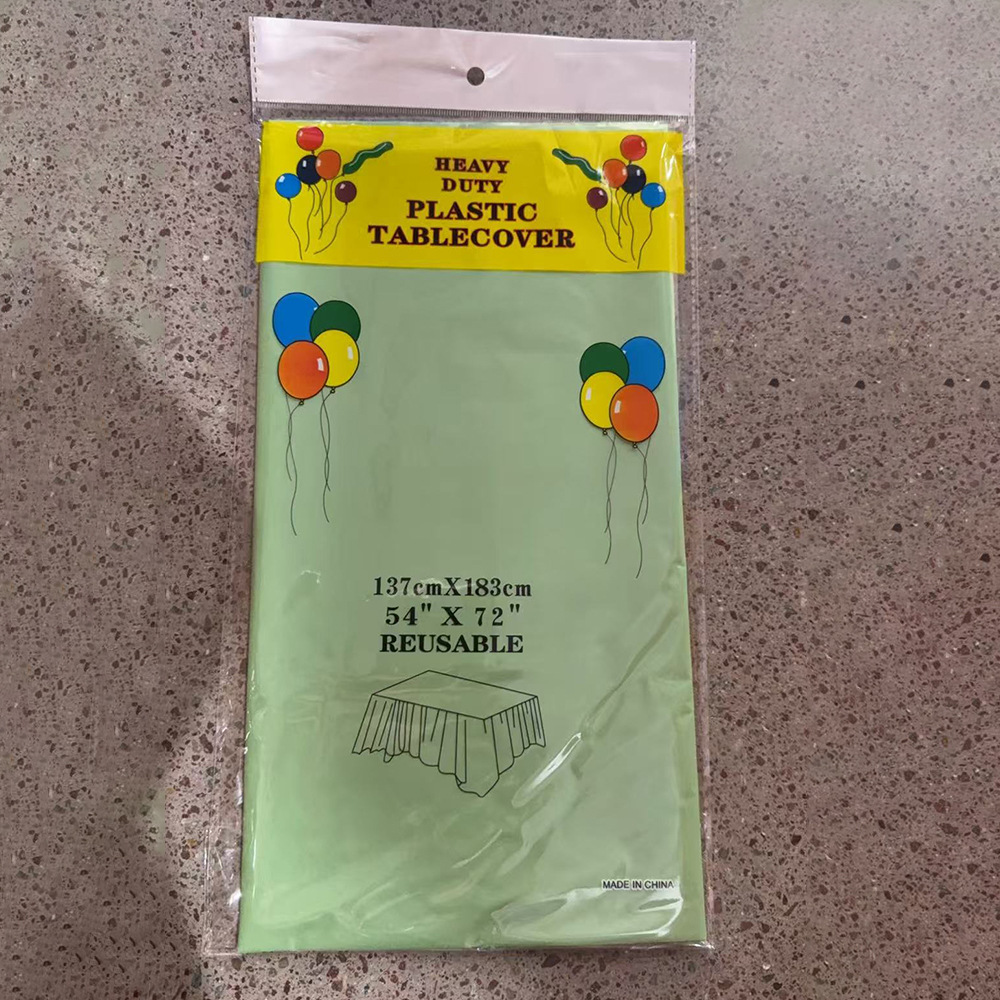 HEAVY
DUTY
PLASTIC
TABLECOVER
137cmX183cm
54" X 72"
REUSABLE
MADE IN CHINA